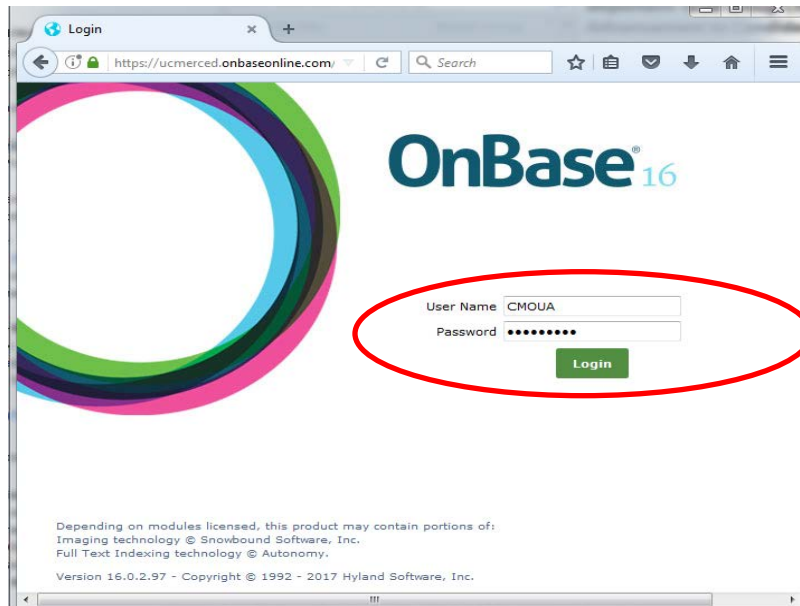 Login
https://ucmerced.onbaseonline.com/
Search
OnBase® 16
User Name CMOUA
Password •••••••••
Login
Depending on modules licensed, this product may contain portions of:
Imaging technology © Snowbound Software, Inc.
Full Text Indexing technology © Autonomy.
Version 16.0.2.97 - Copyright © 1992 - 2017 Hyland Software, Inc.